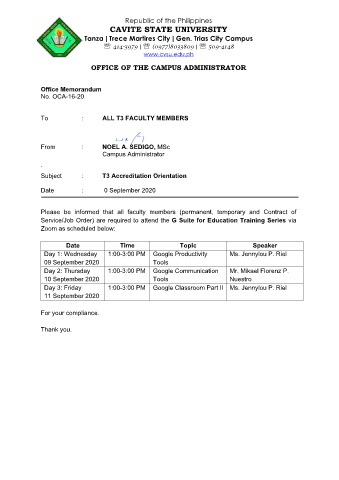 Republic of the Philippines
CAVITE STATE UNIVERSITY
Tanza | Trece Martires City | Gen. Trias City Campus
☏ 414-3979 | ☏ (0977)8033809 | ☏ 509-4148
www.cvsu.edu.ph
OFFICE OF THE CAMPUS ADMINISTRATOR
Office Memorandum
No. OCA-16-20
To : ALL T3 FACULTY MEMBERS
From : NOEL A. SEDIGO, MSc
Campus Administrator
.
Subject : T3 Accreditation Orientation
Date : 0 September 2020
Please be informed that all faculty members (permanent, temporary and Contract of
Service/Job Order) are required to attend the G Suite for Education Training Series via
Zoom as scheduled below:
Date Time Topic Speaker
Day 1: Wednesday 1:00-3:00 PM Google Productivity Ms. Jennylou P. Riel
09 September 2020 Tools
Day 2: Thursday 1:00-3:00 PM Google Communication Mr. Mikael Florenz P.
10 September 2020 Tools Nuestro
Day 3: Friday 1:00-3:00 PM Google Classroom Part II Ms. Jennylou P. Riel
11 September 2020
For your compliance.
Thank you.